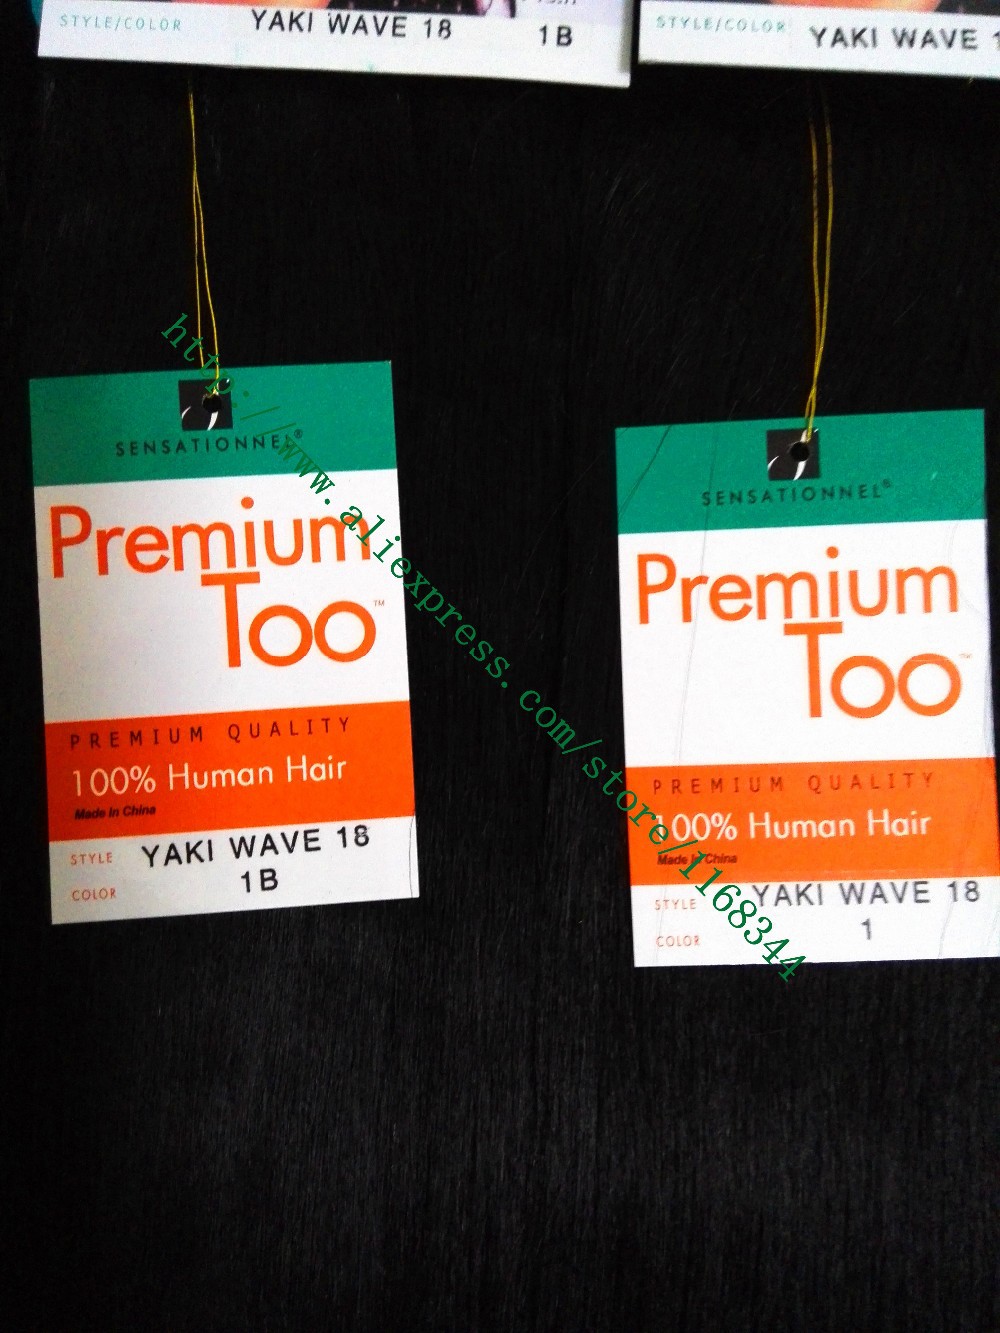 STYLE/COLOR YAKI WAVE 18 1B
STYLE/COLOR YAKI WAVE 1
SENSATIONNEL®
Premium
Too™
PREMIUM QUALITY
100% Human Hair
Made In China
STYLE YAKI WAVE 18
COLOR 1B
SENSATIONNEL®
Premium
Too™
PREMIUM QUALITY
100% Human Hair
Made In China
STYLE YAKI WAVE 18
COLOR 1
http://www.aliexpress.com/store/1168344